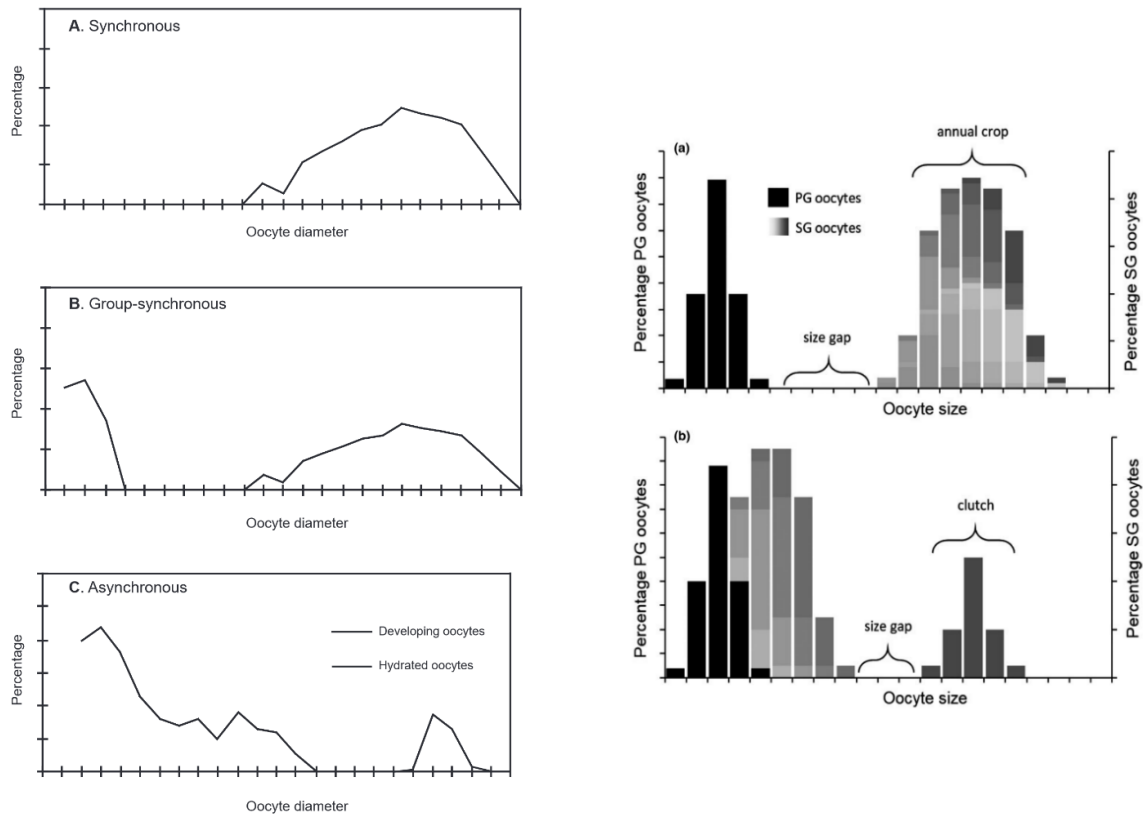 A. Synchronous
Percentage
Oocyte diameter
B. Group-synchronous
Percentage
Oocyte diameter
C. Asynchronous
Developing oocytes
Hydrated oocytes
Percentage
Oocyte diameter
(a)
annual crop
PG oocytes
SG oocytes
size gap
Percentage PG oocytes
Percentage SG oocytes
Oocyte size
(b)
clutch
size gap
Percentage PG oocytes
Percentage SG oocytes
Oocyte size